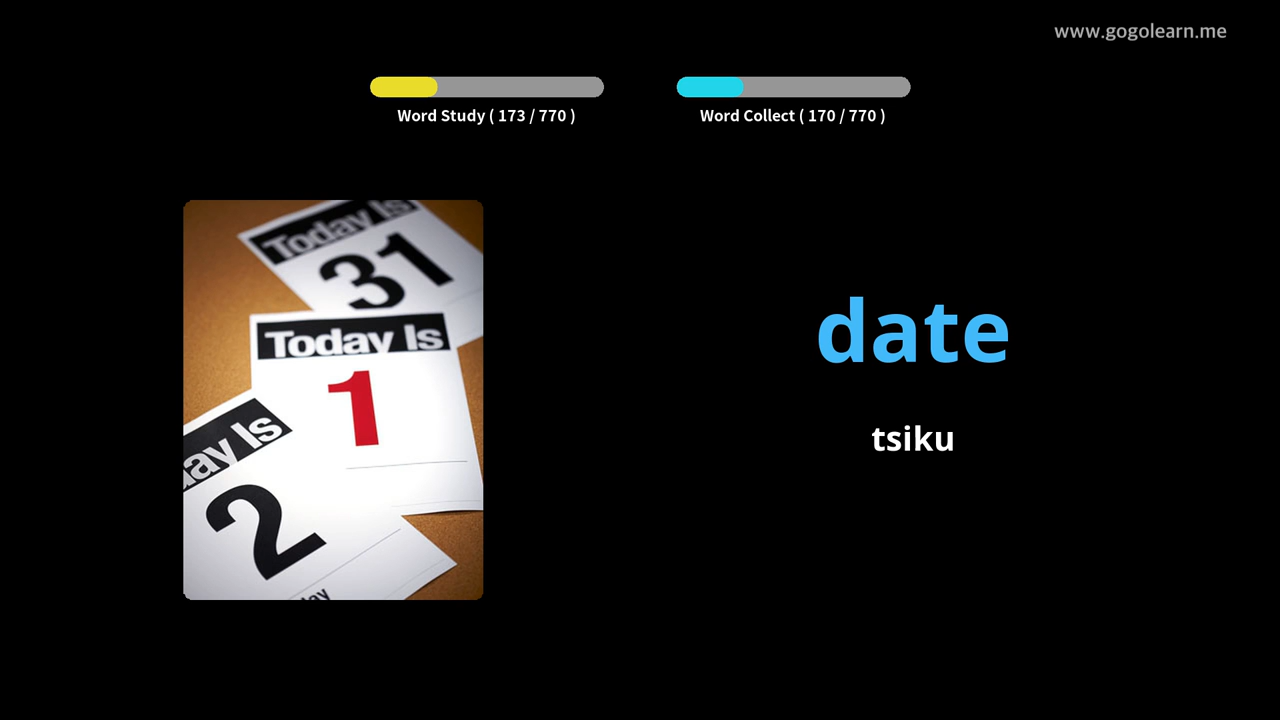 www.gogolearn.me
Word Study ( 173 / 770 )
Word Collect ( 170 / 770 )
Today Is
31
Today Is
1
day Is
2
date
tsiku